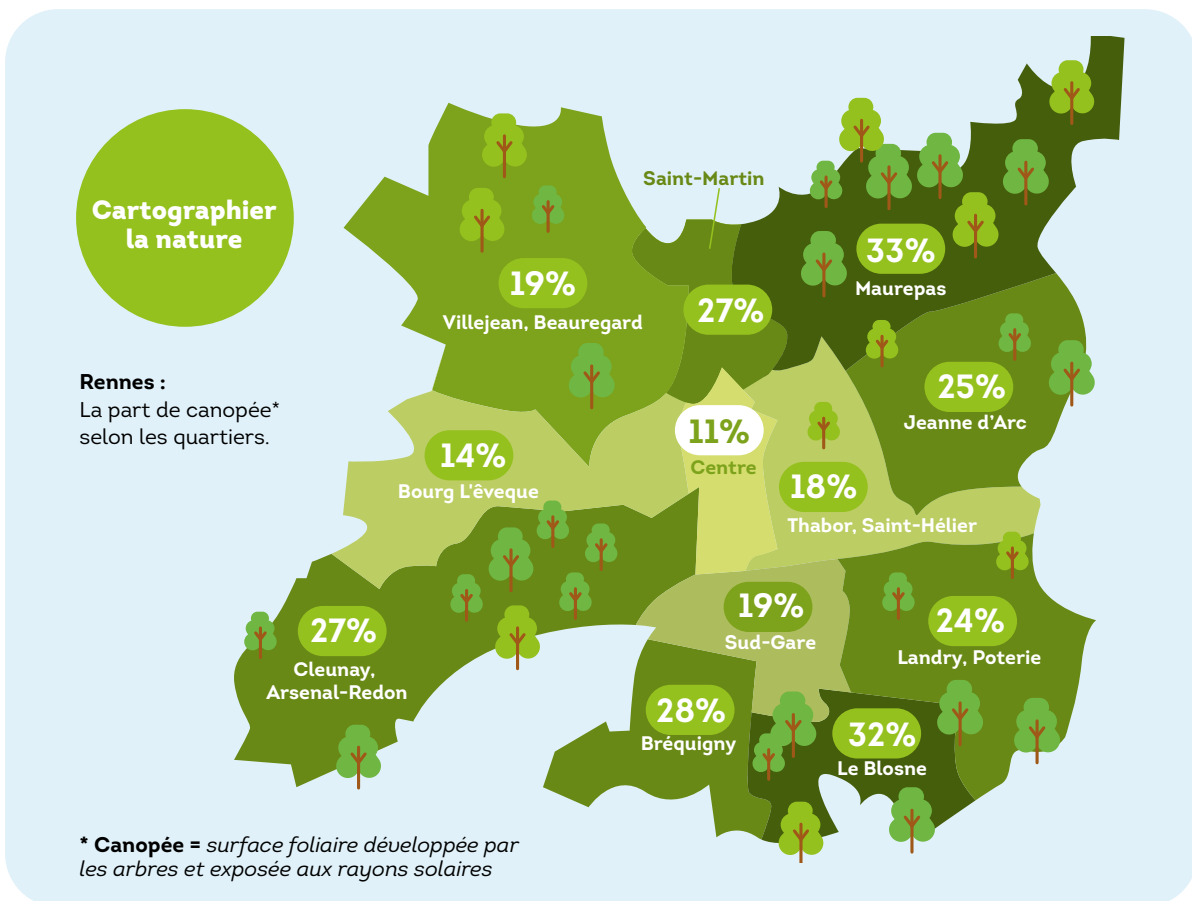 Cartographier
la nature
Rennes :
La part de canopée*
selon les quartiers.
Saint-Martin
27%
33%
Maurepas
19%
Villejean, Beauregard
25%
Jeanne d'Arc
11%
Centre
14%
Bourg L'êveque
18%
Thabor, Saint-Hélier
19%
Sud-Gare
24%
Landry, Poterie
27%
Cleunay,
Arsenal-Redon
28%
Bréquigny
32%
Le Blosne
* Canopée = surface foliaire développée par
les arbres et exposée aux rayons solaires